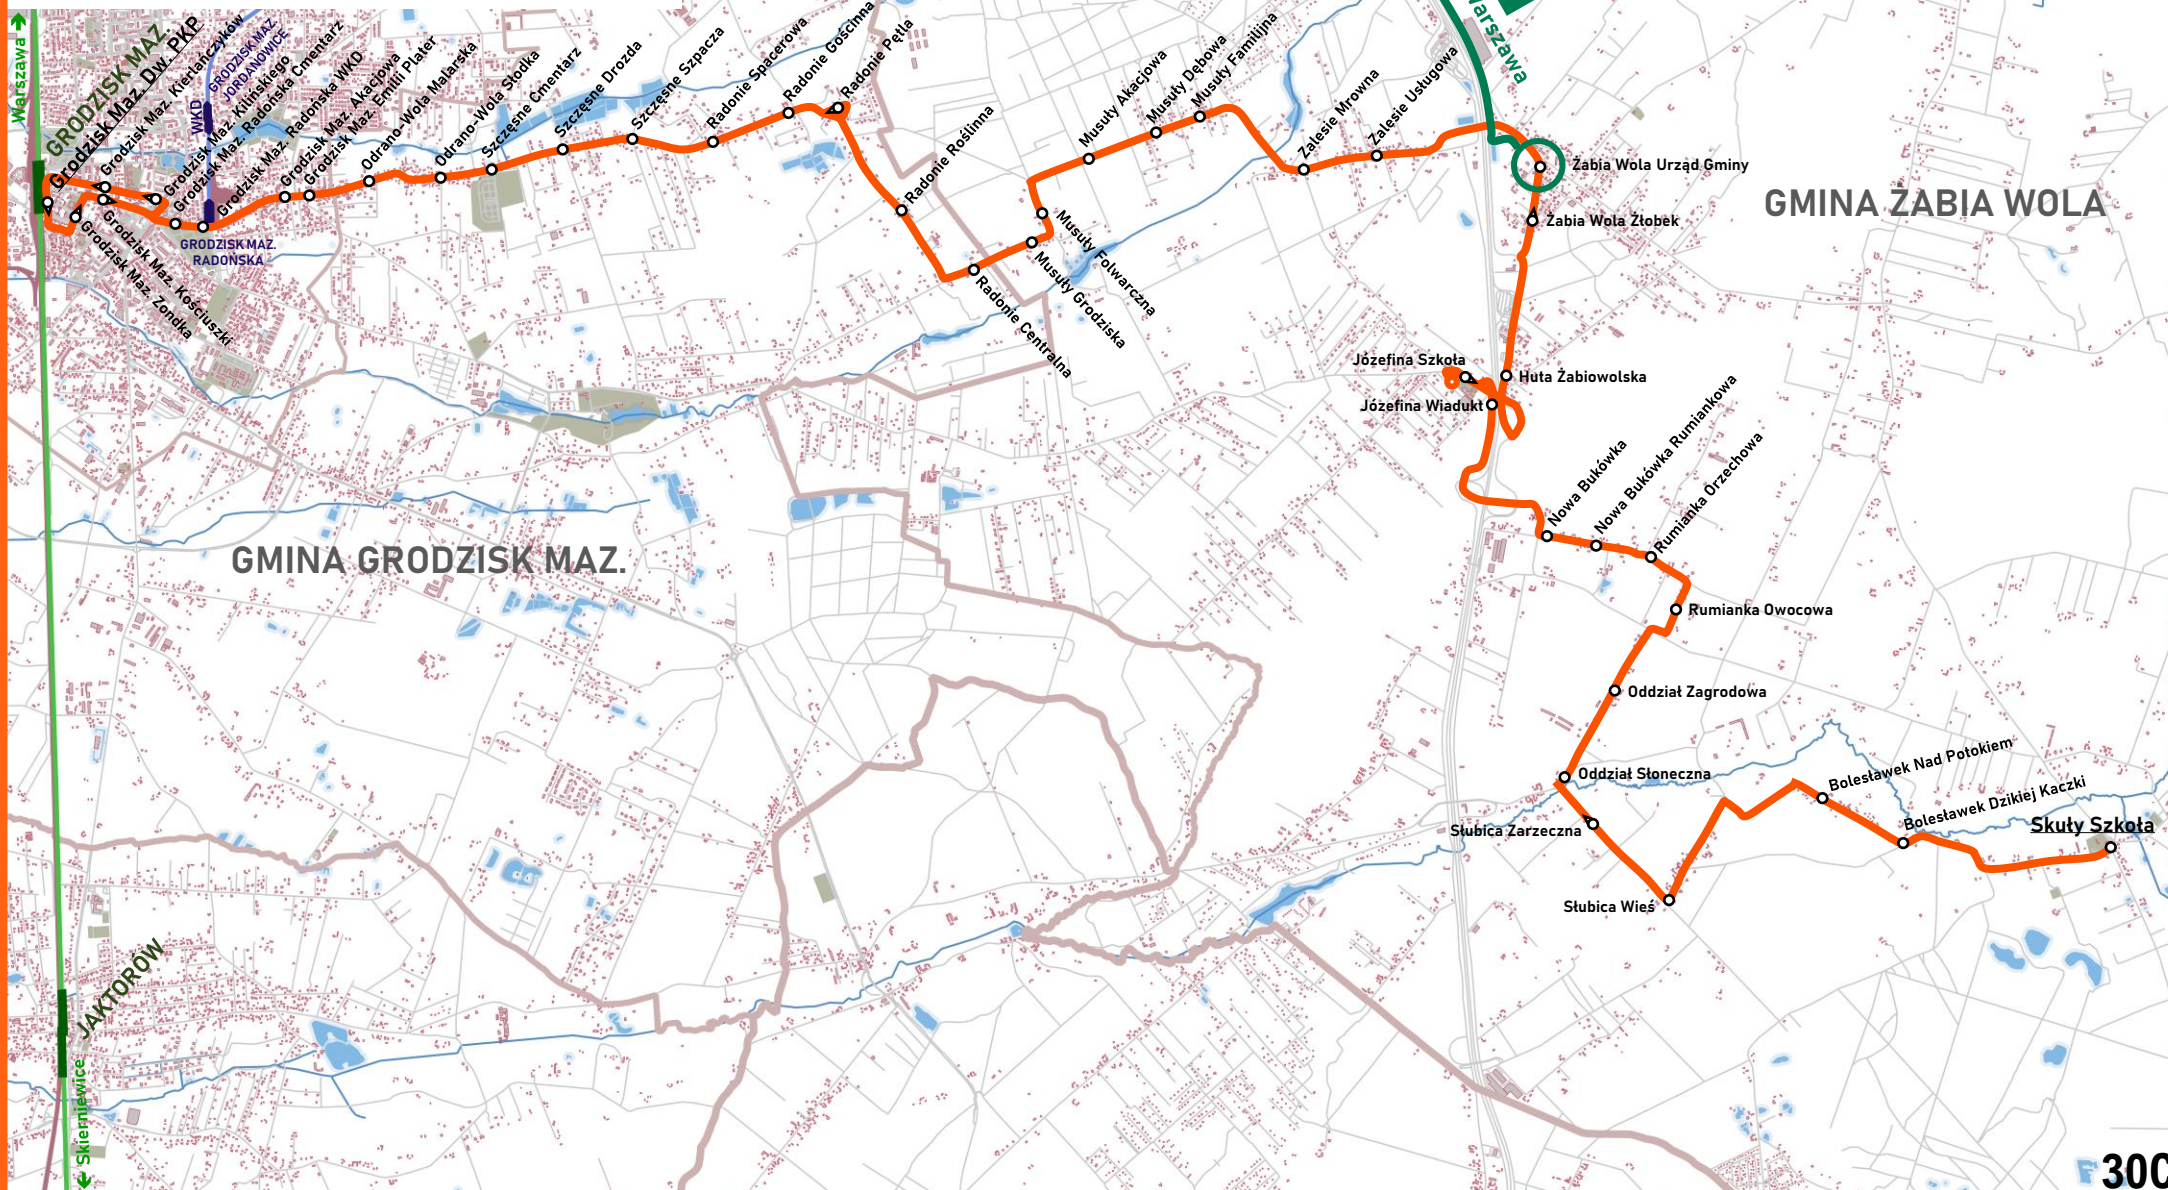 Warszawa
GRODZISK MAZ.
Grodzisk Maz. Dw. PKP
Grodzisk Maz. Kierlańczyków
WKD
GRODZISK MAZ.
JORDANOWICE
Grodzisk Maz. Kilińskiego
Grodzisk Maz. Radońska Cmentarz
Grodzisk Maz. Radońska WKD
Grodzisk Maz. Akacjowa
Grodzisk Maz. Emilii Plater
Odrano-Wola Malarska
Odrano-Wola Słodka
Szczęsne Cmentarz
Szczęsne Drozda
Szczęsne Szpacza
Radonie Spacerowa
Radonie Gościnna
Radonie Pętla
Radonie Roślinna
Musuły Akacjowa
Musuły Dębowa
Musuły Familijna
Zalesie Mrowna
Zalesie Usługowa
Warszawa
Żabia Wola Urząd Gminy
GMINA ŻABIA WOLA
Żabia Wola Żłobek
GRODZISK MAZ.
RADOŃSKA
Grodzisk Maz. Kościuszki
Grodzisk Maz. Żondka
Musuły Folwarczna
Musuły Grodziska
Radonie Centralna
Józefina Szkoła
Huta Żabiowolska
Józefina Wiadukt
Nowa Bukówka
Nowa Bukówka Rumiankowa
Rumianka Orzechowa
GMINA GRODZISK MAZ.
Rumianka Owocowa
Oddział Zagrodowa
Oddział Słoneczna
Bolesławek Nad Potokiem
Bolesławek Dzikiej Kaczki
Słubica Zarzeczna
Skuły Szkoła
Słubica Wieś
JAKTORÓW
Skierniewice